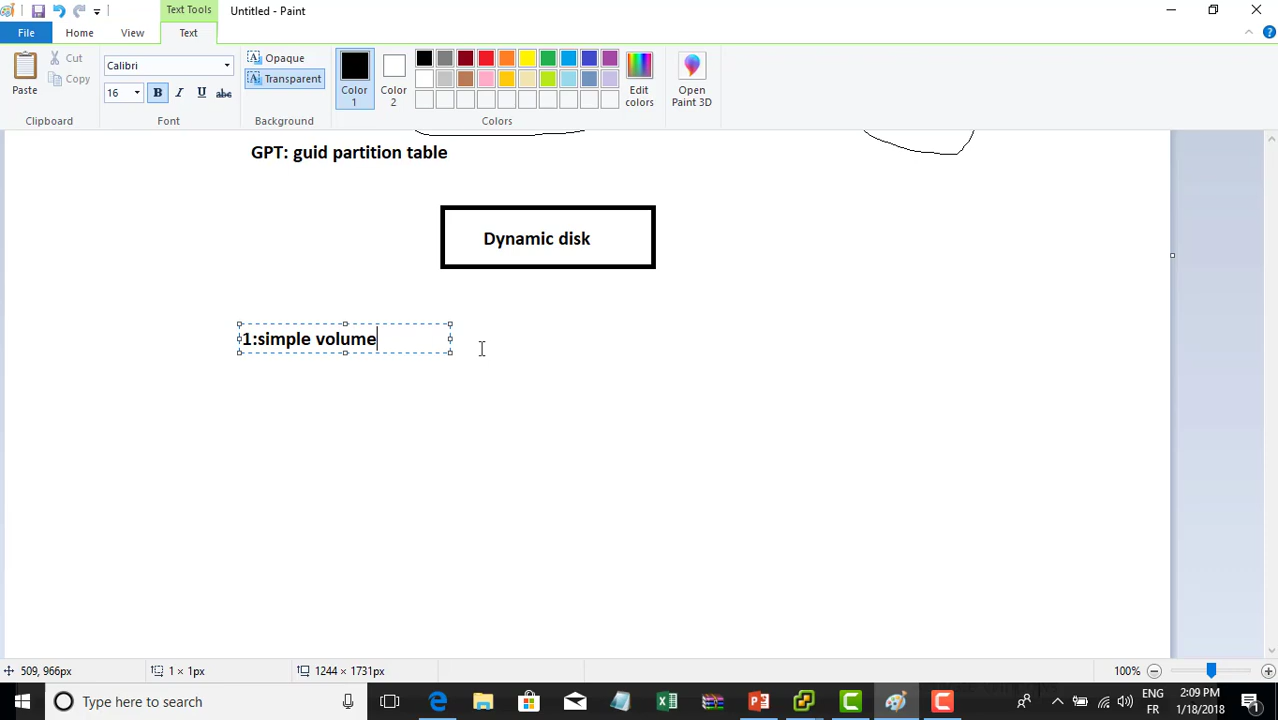 Text Tools
Untitled - Paint
File
Home
View
Text
Paste
Cut
Copy
Clipboard
Calibri
16
B
I
U
abc
Font
Opaque
Transparent
Background
Color 1
Color 2
Edit colors
Open Paint 3D
Colors
GPT: guid partition table
Dynamic disk
1:simple volume
509, 966px
1 × 1px
1244 × 1731px
100%
Type here to search
ENG
FR
2:09 PM
1/18/2018
1